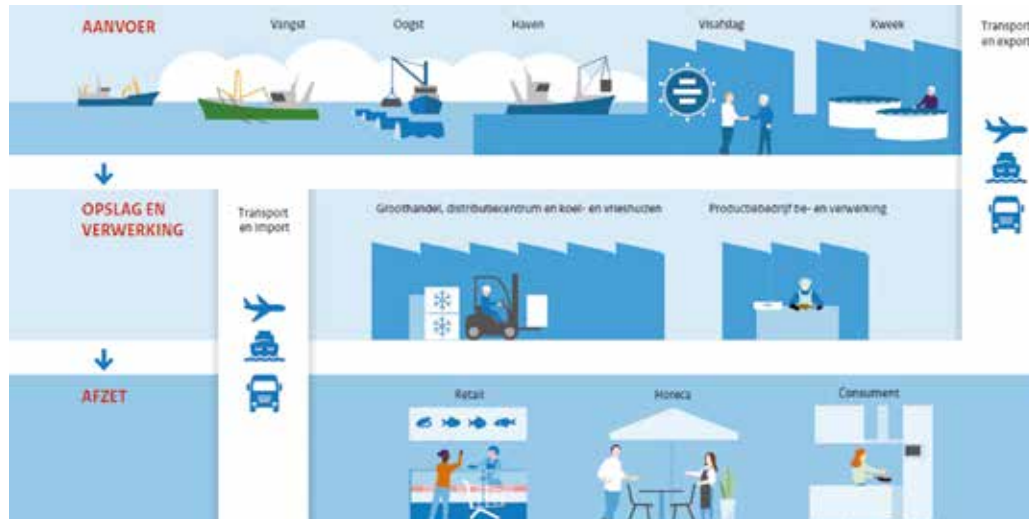 AANVOER
Vangst
Oogst
Haven
Visafslag
Kweek
Transport
en export
OPSLAG EN
VERWERKING
Transport
en import
Groothandel, distributiecentrum en koel- en vrieshuizen
Productiebedrijf be- en verwerking
AFZET
Retail
Horeca
Consument